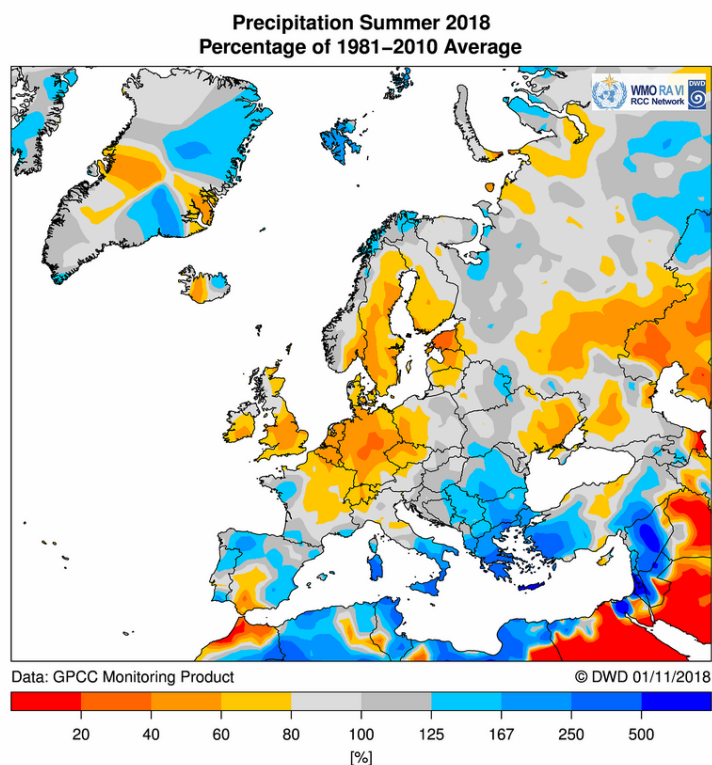 Precipitation Summer 2018
Percentage of 1981−2010 Average
WMO RA VI
RCC Network
DWD
Data: GPCC Monitoring Product
© DWD 01/11/2018
20 40 60 80 100 125 167 250 500
[%]